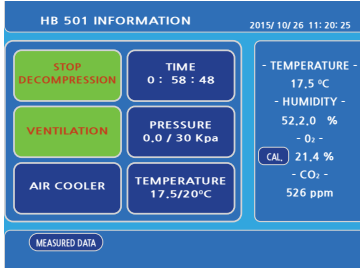 HB 501 INFORMATION
2015/10/26 11:20:25
STOP
DECOMPRESSION
TIME
0 : 58 : 48
VENTILATION
PRESSURE
0.0 / 30 Kpa
AIR COOLER
TEMPERATURE
17.5/20ºC
- TEMPERATURE -
17.5 ºC
- HUMIDITY -
52.2.0 %
- O₂ -
CAL. 21.4 %
- CO₂ -
526 ppm
MEASURED DATA